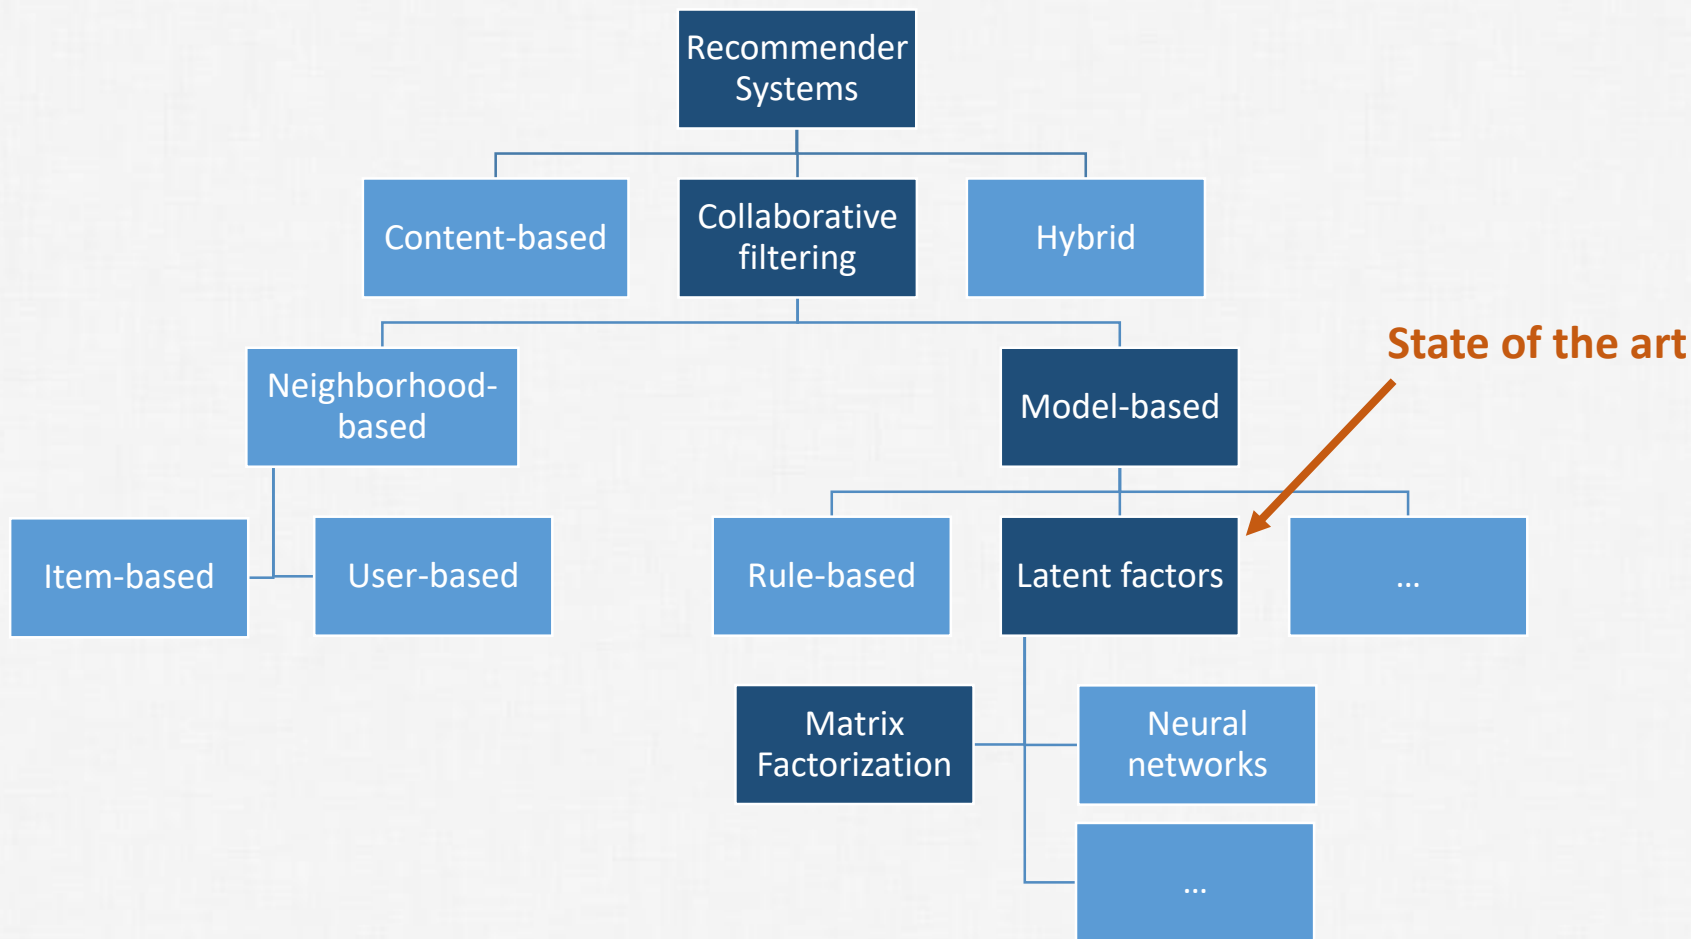 Recommender
Systems
Content-based
Collaborative
filtering
Hybrid
State of the art
Neighborhood-
based
Model-based
Item-based
User-based
Rule-based
Latent factors
...
Matrix
Factorization
Neural
networks
...